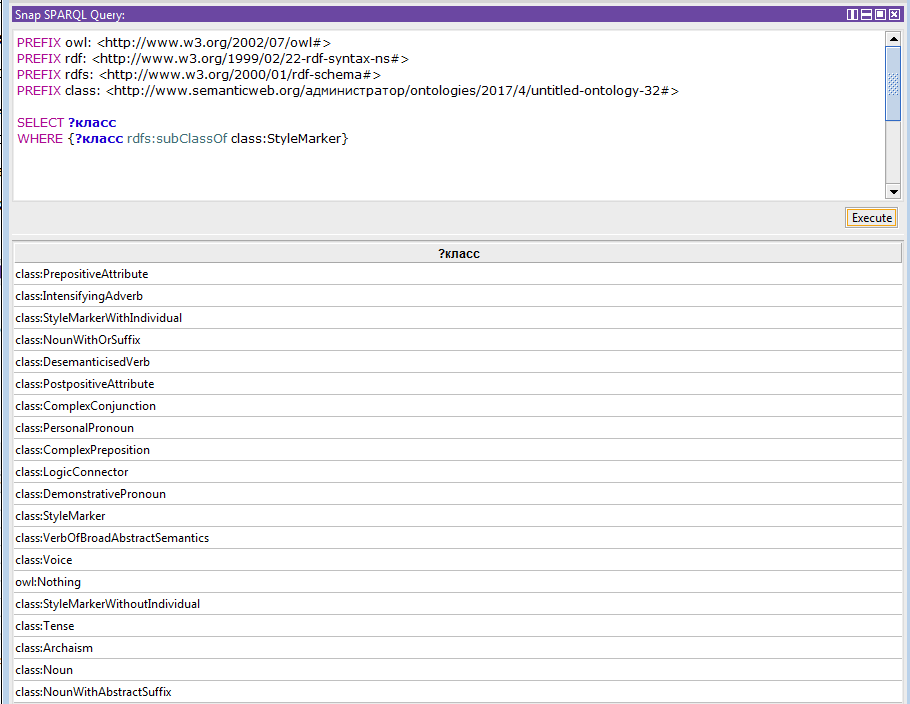 Snap SPARQL Query:
PREFIX owl: <http://www.w3.org/2002/07/owl#>
PREFIX rdf: <http://www.w3.org/1999/02/22-rdf-syntax-ns#>
PREFIX rdfs: <http://www.w3.org/2000/01/rdf-schema#>
PREFIX class: <http://www.semanticweb.org/администратор/ontologies/2017/4/untitled-ontology-32#>
SELECT ?класс
WHERE {?класс rdfs:subClassOf class:StyleMarker}
Execute
?класс
class:PrepositiveAttribute
class:IntensifyingAdverb
class:StyleMarkerWithIndividual
class:NounWithOrSuffix
class:DesemanticisedVerb
class:PostpositiveAttribute
class:ComplexConjunction
class:PersonalPronoun
class:ComplexPreposition
class:LogicConnector
class:DemonstrativePronoun
class:StyleMarker
class:VerbOfBroadAbstractSemantics
class:Voice
owl:Nothing
class:StyleMarkerWithoutIndividual
class:Tense
class:Archaism
class:Noun
class:NounWithAbstractSuffix